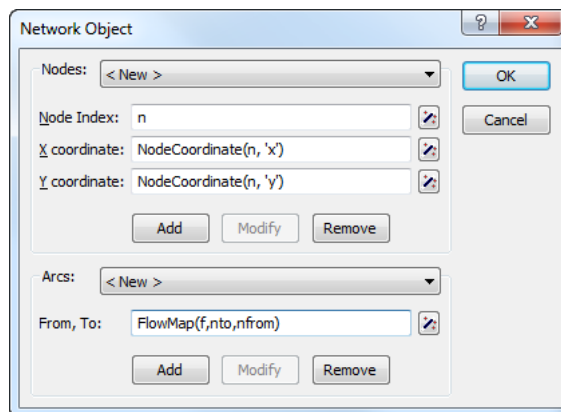 Network Object
Nodes: < New >
OK
Node Index: n
Cancel
X coordinate: NodeCoordinate(n, 'x')
Y coordinate: NodeCoordinate(n, 'y')
Add Modify Remove
Arcs: < New >
From, To: FlowMap(f,nto,nfrom)
Add Modify Remove